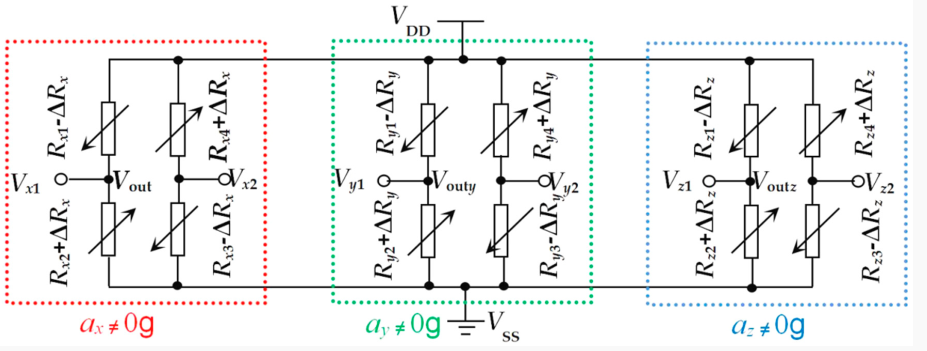 V_DD
R_x1-ΔR_x
R_x4+ΔR_x
R_y1-ΔR_y
R_y4+ΔR_y
R_z1-ΔR_z
R_z4+ΔR_z
V_x1
V_out
V_x2
V_y1
V_outy
V_y2
V_z1
V_outz
V_z2
R_x2+ΔR_x
R_x3-ΔR_x
R_y2+ΔR_y
R_y3-ΔR_y
R_z2+ΔR_z
R_z3-ΔR_z
a_x ≠ 0g
a_y ≠ 0g
V_SS
a_z ≠ 0g